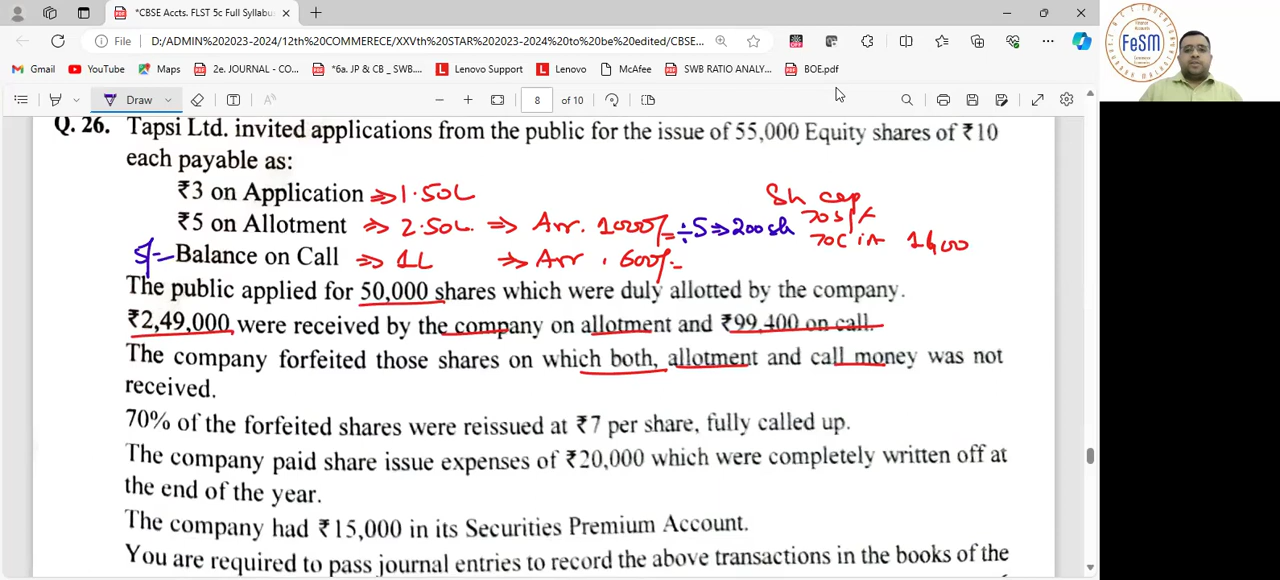 *CBSE Accts. FLST 5c Full Syllabu
File D:/ADMIN%202023-2024/12th%20COMMERECE/XXVth%20Batch%202023-2024%20to%20be%20edited/CBSE...
Gmail YouTube Maps 2e. JOURNAL - CO... *6a. JP & CB _SWB.... Lenovo Support Lenovo McAfee SWB RATIO ANALY... BOE.pdf
Draw 8 of 10
FeSM
Q. 26. Tapsi Ltd. invited applications from the public for the issue of 55,000 Equity shares of ₹10
each payable as:
₹3 on Application ⇒ 1.50L Sh cap
₹5 on Allotment ⇒ 2.50L. ⇒ Arr. 1000/- ÷5 ⇒ 200 sh
Balance on Call ⇒ 1L ⇒ Arr. 600/-
The public applied for 50,000 shares which were duly allotted by the company.
₹2,49,000 were received by the company on allotment and ₹99,400 on call.
The company forfeited those shares on which both, allotment and call money was not
received.
70% of the forfeited shares were reissued at ₹7 per share, fully called up.
The company paid share issue expenses of ₹20,000 which were completely written off at
the end of the year.
The company had ₹15,000 in its Securities Premium Account.
You are required to pass journal entries to record the above transactions in the books of the